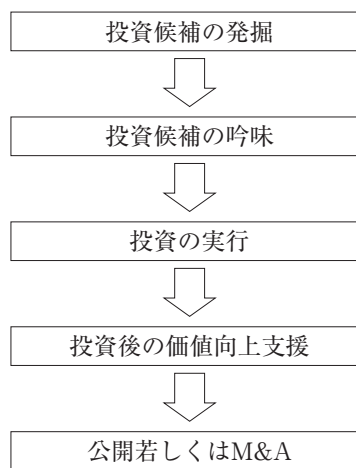 投資候補の発掘
投資候補の吟味
投資の実行
投資後の価値向上支援
公開若しくはM&A